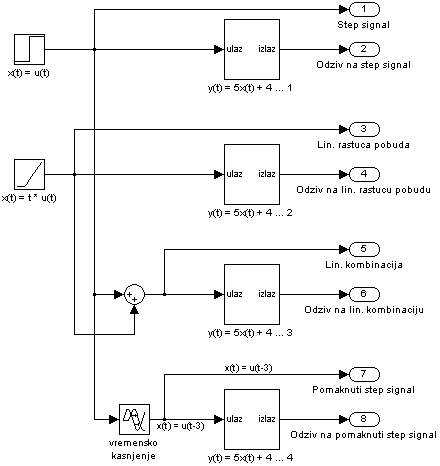 1
Step signal
x(t) = u(t)
ulaz izlaz
2
Odziv na step signal
y(t) = 5x(t) + 4 ... 1
3
Lin. rastuca pobuda
x(t) = t * u(t)
ulaz izlaz
4
Odziv na lin. rastucu pobudu
y(t) = 5x(t) + 4 ... 2
5
Lin. kombinacija
+
+
ulaz izlaz
6
Odziv na lin. kombinaciju
y(t) = 5x(t) + 4 ... 3
x(t) = u(t-3)
7
Pomaknuti step signal
vremensko
kasnjenje
x(t) = u(t-3)
ulaz izlaz
8
Odziv na pomaknuti step signal
y(t) = 5x(t) + 4 ... 4